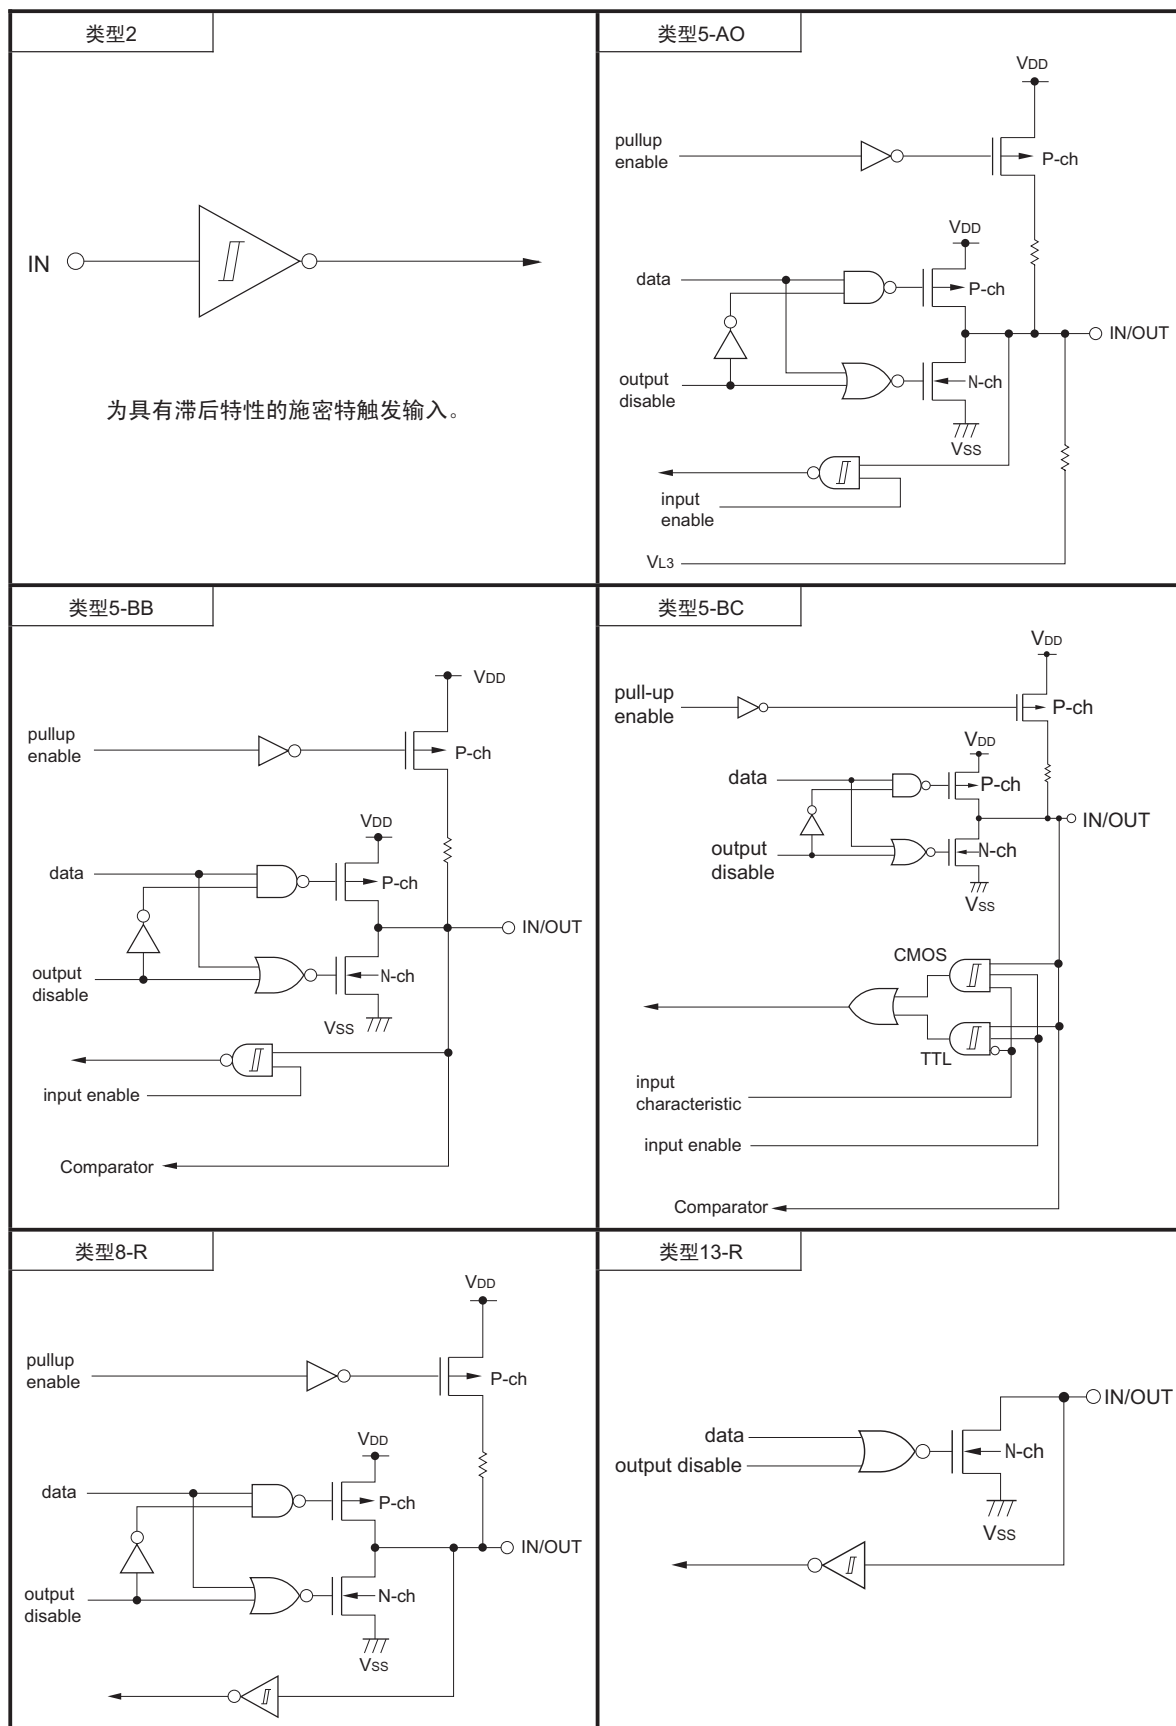 类型2
IN
为具有滞后特性的施密特触发输入。
类型5-AO
VDD
pullup
enable
P-ch
VDD
data
P-ch
IN/OUT
output
disable
N-ch
VSS
input
enable
VL3
类型5-BB
VDD
pullup
enable
P-ch
VDD
data
P-ch
IN/OUT
output
disable
N-ch
VSS
input enable
Comparator
类型5-BC
VDD
pull-up
enable
P-ch
VDD
data
P-ch
IN/OUT
output
disable
N-ch
VSS
CMOS
TTL
input
characteristic
input enable
Comparator
类型8-R
VDD
pullup
enable
P-ch
VDD
data
P-ch
IN/OUT
output
disable
N-ch
VSS
类型13-R
IN/OUT
data
output disable
N-ch
VSS